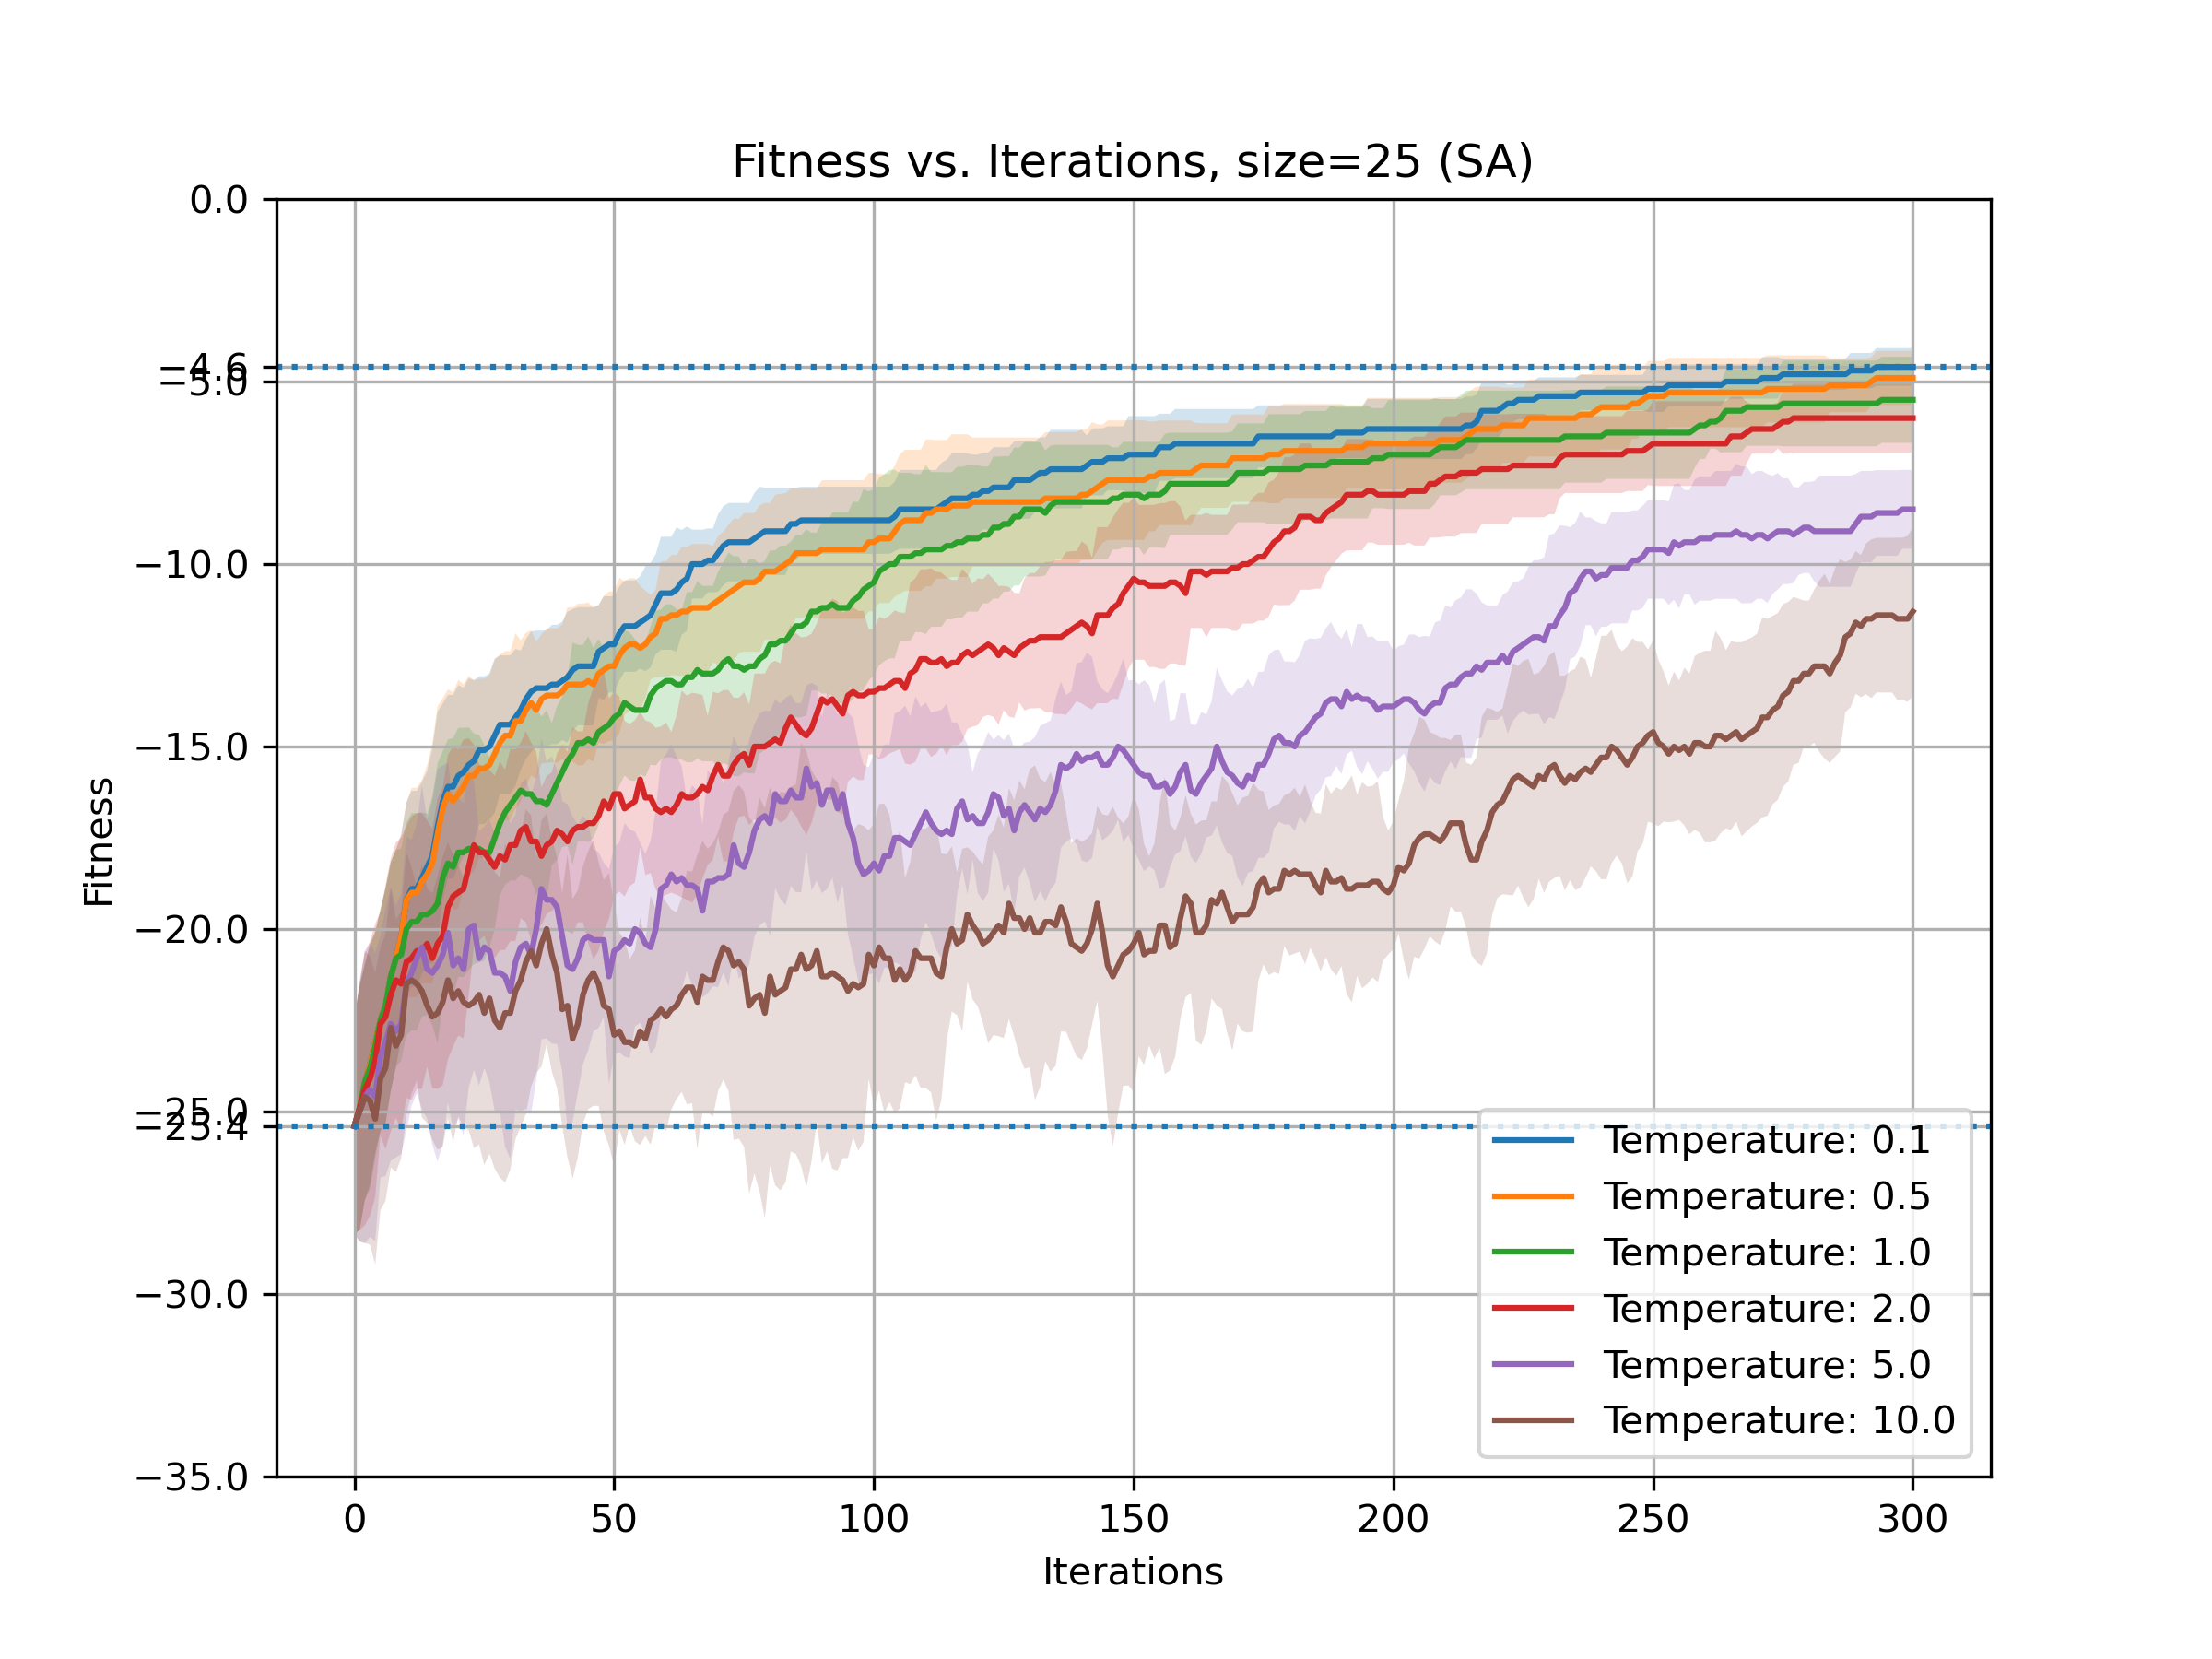 Fitness vs. Iterations, size=25 (SA)
0.0
−4.6
−5.0
−10.0
−15.0
−20.0
−25.0
−25.4
−30.0
−35.0
Fitness
0 50 100 150 200 250 300
Iterations
Temperature: 0.1
Temperature: 0.5
Temperature: 1.0
Temperature: 2.0
Temperature: 5.0
Temperature: 10.0